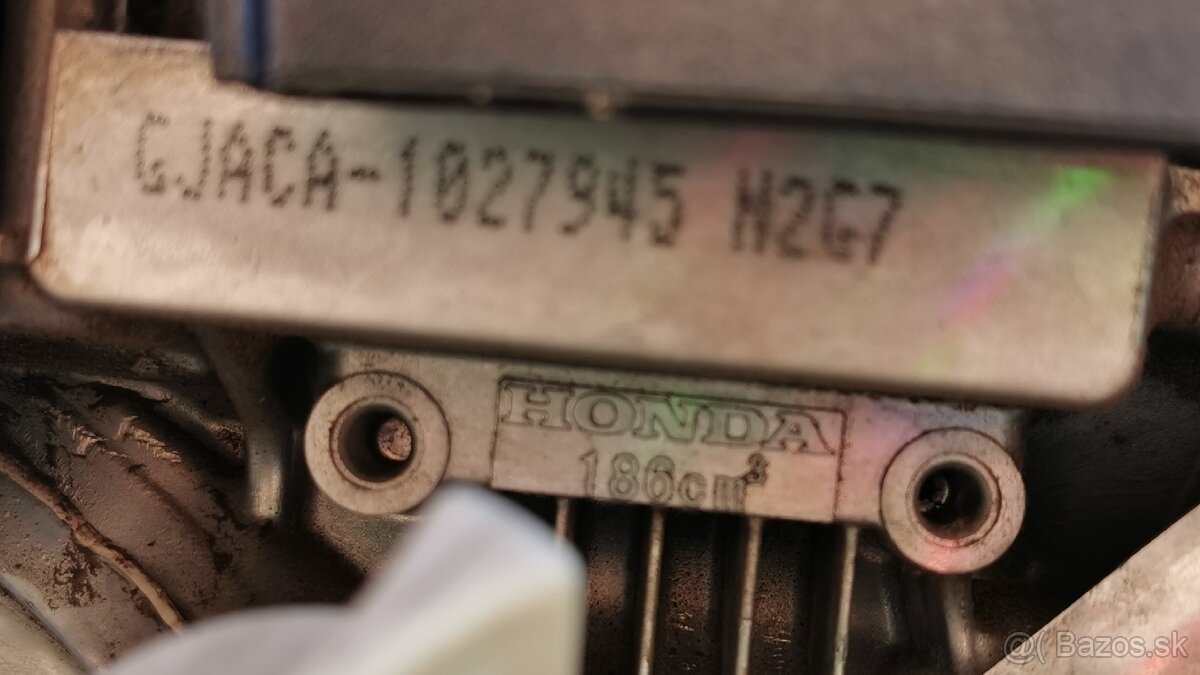 GJACA-1027945 N2G7
HONDA
186cm³
@( Bazos.sk